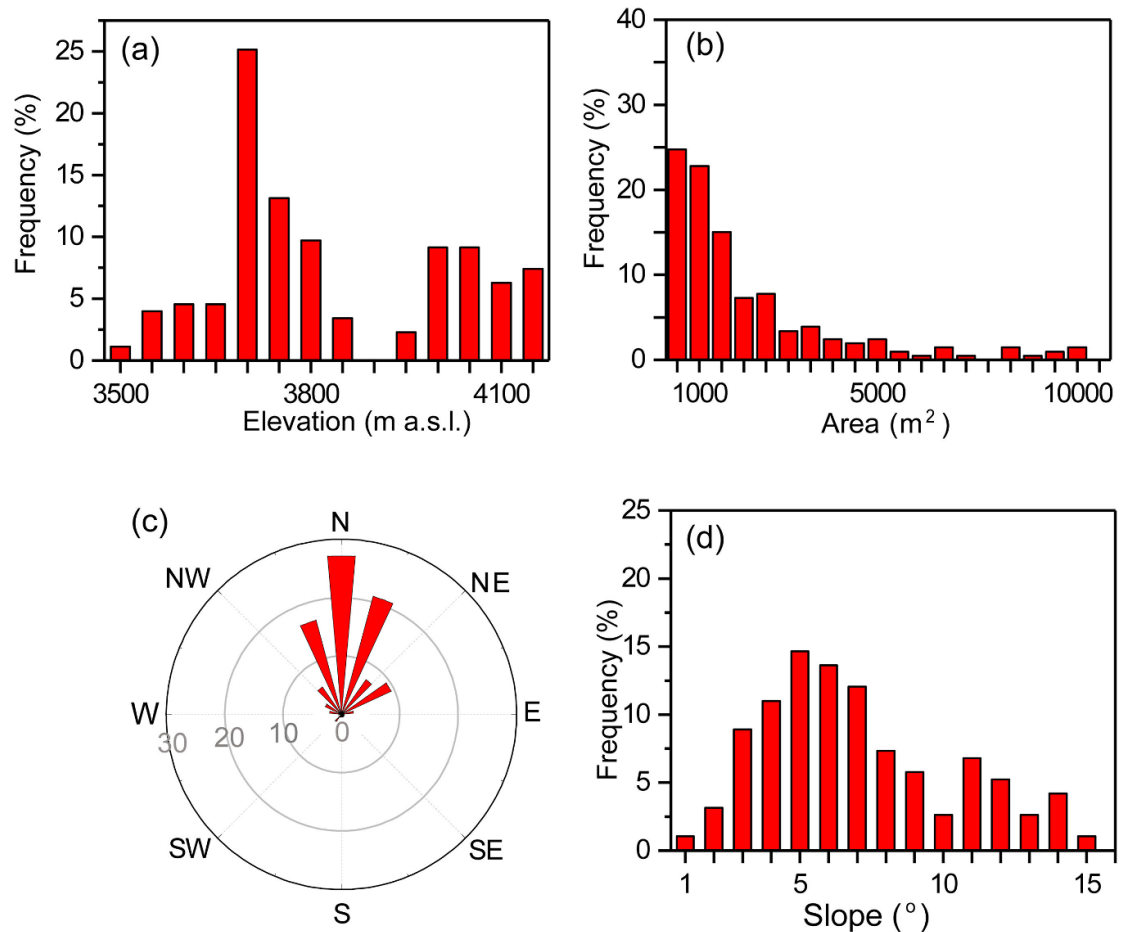 (a)
Frequency (%)
25
20
15
10
5
0
3500 3800 4100
Elevation (m a.s.l.)
(b)
Frequency (%)
40
30
20
10
0
1000 5000 10000
Area (m²)
(c)
N
NW NE
W E
30 20 10 0
SW SE
S
(d)
Frequency (%)
25
20
15
10
5
0
1 5 10 15
Slope (°)